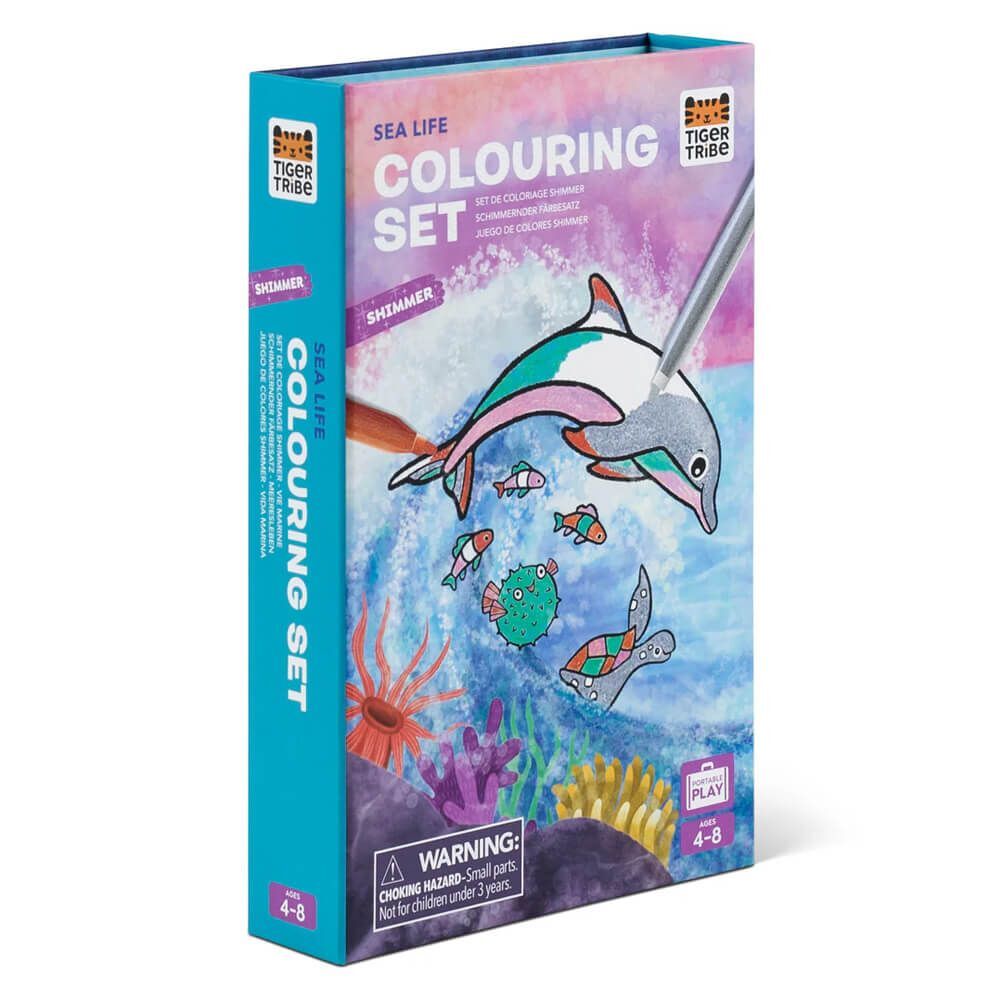 TIGER
TRIBE
SHIMMER
SEA LIFE
COLOURING SET
SET DE COLORIAGE SHIMMER - VIE MARINE
SCHIMMERNDER FÄRBESATZ - MEERESLEBEN
JUEGO DE COLORES SHIMMER - VIDA MARINA
AGES
4-8
SEA LIFE
COLOURING
SET
SET DE COLORIAGE SHIMMER
SCHIMMERNDER FÄRBESATZ
JUEGO DE COLORES SHIMMER
TIGER
TRIBE
SHIMMER
PORTABLE
PLAY
AGES
4-8
WARNING:
CHOKING HAZARD-Small parts.
Not for children under 3 years.